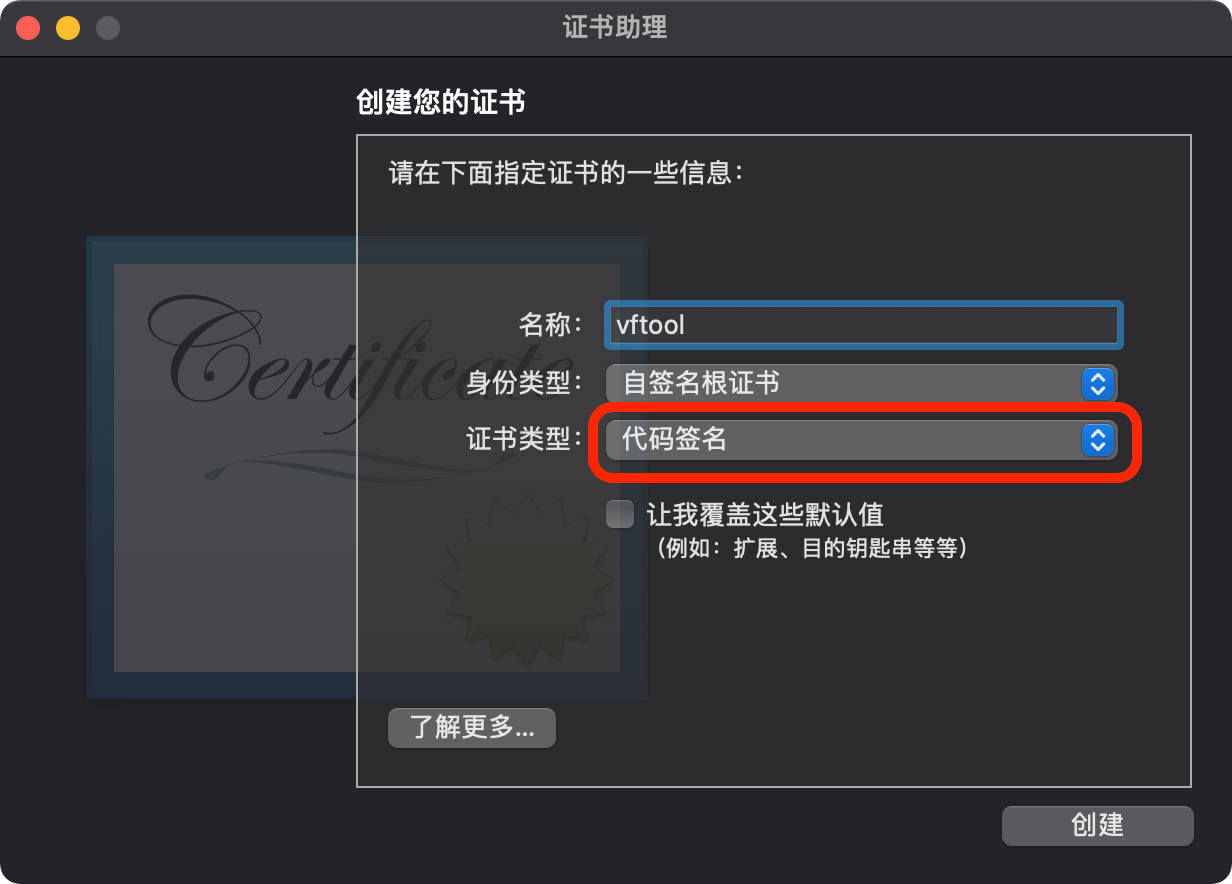 证书助理
创建您的证书
请在下面指定证书的一些信息：
Certificate
名称： vftool
身份类型： 自签名根证书
证书类型： 代码签名
让我覆盖这些默认值
（例如：扩展、目的钥匙串等等）
了解更多...
创建